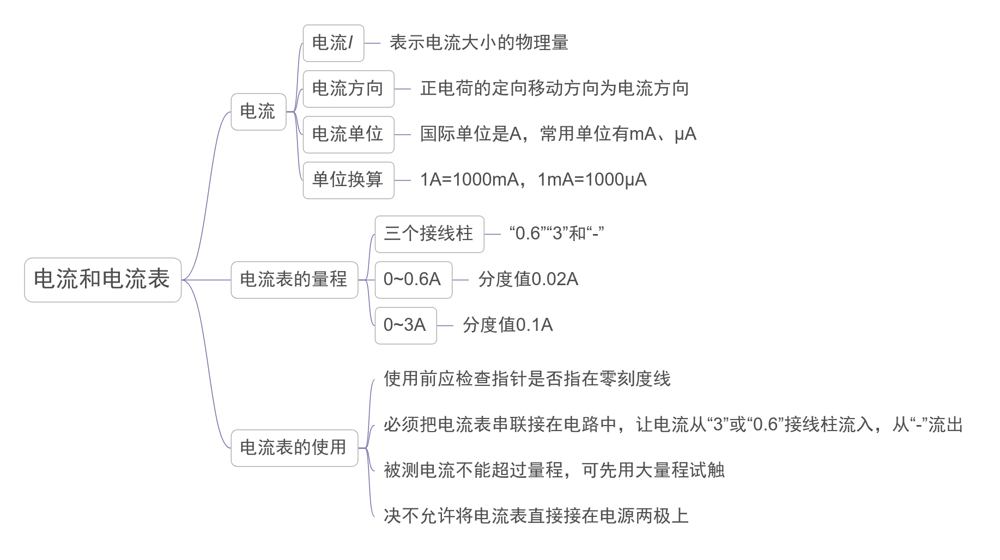 电流和电流表
电流
电流I
表示电流大小的物理量
电流方向
正电荷的定向移动方向为电流方向
电流单位
国际单位是A，常用单位有mA、μA
单位换算
1A=1000mA，1mA=1000μA
电流表的量程
三个接线柱
“0.6”“3”和“-”
0~0.6A
分度值0.02A
0~3A
分度值0.1A
电流表的使用
使用前应检查指针是否指在零刻度线
必须把电流表串联接在电路中，让电流从“3”或“0.6”接线柱流入，从“-”流出
被测电流不能超过量程，可先用大量程试触
决不允许将电流表直接接在电源两极上